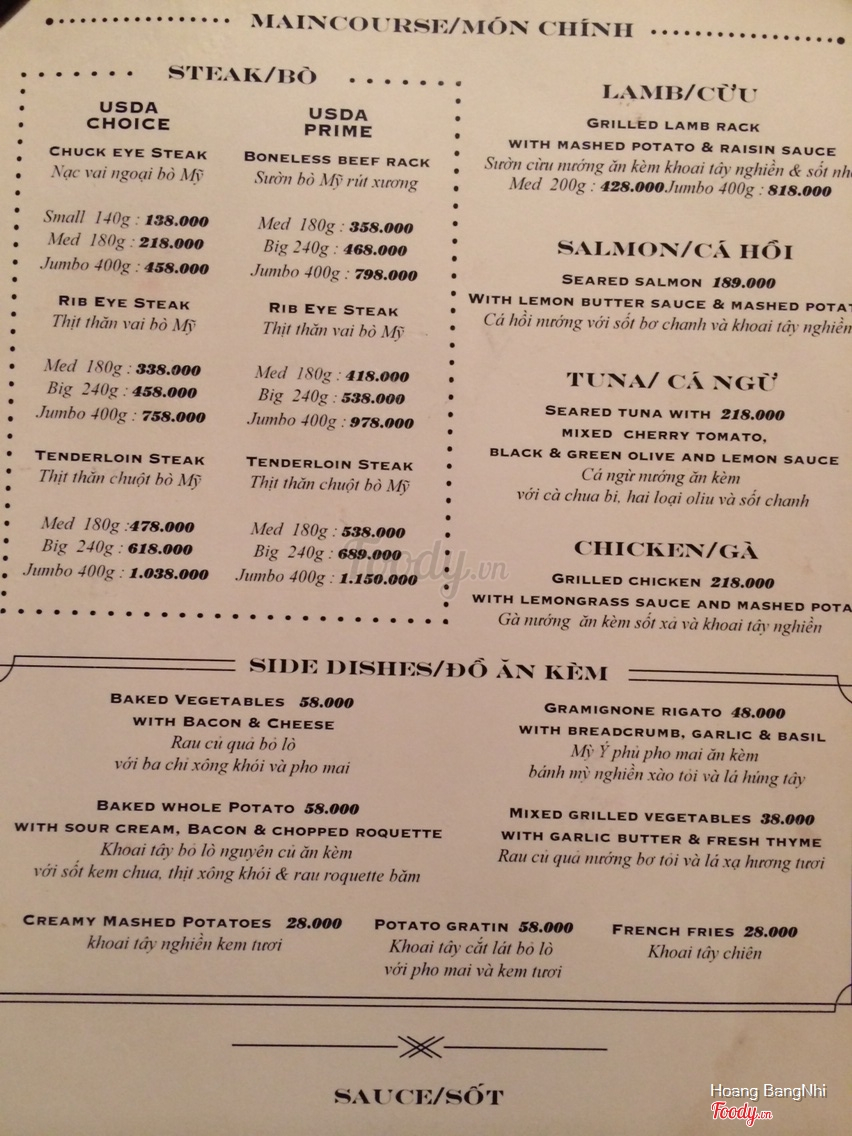 MAINCOURSE/MÓN CHÍNH
STEAK/BÒ
USDA
CHOICE
CHUCK EYE STEAK
Nạc vai ngoại bò Mỹ
Small 140g : 138.000
Med 180g : 218.000
Jumbo 400g : 458.000
RIB EYE STEAK
Thịt thăn vai bò Mỹ
Med 180g : 338.000
Big 240g : 458.000
Jumbo 400g : 758.000
TENDERLOIN STEAK
Thịt thăn chuột bò Mỹ
Med 180g :478.000
Big 240g : 618.000
Jumbo 400g : 1.038.000
USDA
PRIME
BONELESS BEEF RACK
Sườn bò Mỹ rút xương
Med 180g : 358.000
Big 240g : 468.000
Jumbo 400g : 798.000
RIB EYE STEAK
Thịt thăn vai bò Mỹ
Med 180g : 418.000
Big 240g : 538.000
Jumbo 400g : 978.000
TENDERLOIN STEAK
Thịt thăn chuột bò Mỹ
Med 180g : 538.000
Big 240g : 689.000
Jumbo 400g : 1.150.000
LAMB/CỪU
GRILLED LAMB RACK
WITH MASHED POTATO & RAISIN SAUCE
Sườn cừu nướng ăn kèm khoai tây nghiền & sốt nh
Med 200g : 428.000 Jumbo 400g : 818.000
SALMON/CÁ HỒI
SEARED SALMON 189.000
WITH LEMON BUTTER SAUCE & MASHED POTAT
Cá hồi nướng với sốt bơ chanh và khoai tây nghiền
TUNA/ CÁ NGỪ
SEARED TUNA WITH 218.000
MIXED CHERRY TOMATO,
BLACK & GREEN OLIVE AND LEMON SAUCE
Cá ngừ nướng ăn kèm
với cà chua bi, hai loại oliu và sốt chanh
CHICKEN/GÀ
GRILLED CHICKEN 218.000
WITH LEMONGRASS SAUCE AND MASHED POTA
Gà nướng ăn kèm sốt xả và khoai tây nghiền
Foody.vn
SIDE DISHES/ĐỒ ĂN KÈM
BAKED VEGETABLES 58.000
WITH BACON & CHEESE
Rau củ quả bỏ lò
với ba chỉ xông khói và pho mai
BAKED WHOLE POTATO 58.000
WITH SOUR CREAM, BACON & CHOPPED ROQUETTE
Khoai tây bỏ lò nguyên củ ăn kèm
với sốt kem chua, thịt xông khói & rau roquette băm
GRAMIGNONE RIGATO 48.000
WITH BREADCRUMB, GARLIC & BASIL
Mỳ Ý phủ pho mai ăn kèm
bánh mỳ nghiền xào tỏi và lá húng tây
MIXED GRILLED VEGETABLES 38.000
WITH GARLIC BUTTER & FRESH THYME
Rau củ quả nướng bơ tỏi và lá xạ hương tươi
CREAMY MASHED POTATOES 28.000
khoai tây nghiền kem tươi
POTATO GRATIN 58.000
Khoai tây cắt lát bỏ lò
với pho mai và kem tươi
FRENCH FRIES 28.000
Khoai tây chiên
SAUCE/SỐT
Hoang BangNhi
Foody.vn